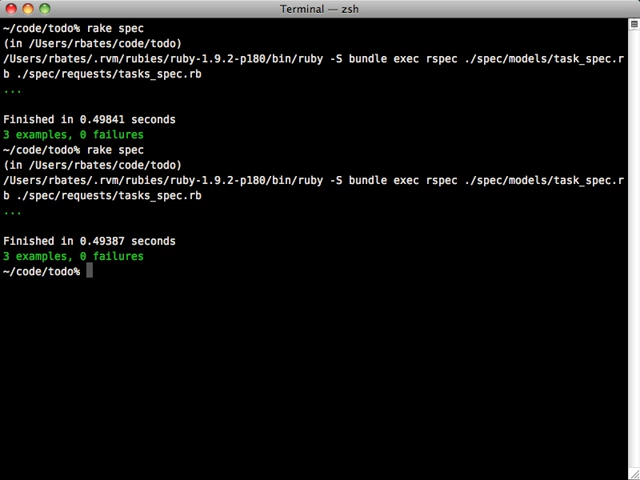 Terminal — zsh
~/code/todo% rake spec
(in /Users/rbates/code/todo)
/Users/rbates/.rvm/rubies/ruby-1.9.2-p180/bin/ruby -S bundle exec rspec ./spec/models/task_spec.r
b ./spec/requests/tasks_spec.rb
...
Finished in 0.49841 seconds
3 examples, 0 failures
~/code/todo% rake spec
(in /Users/rbates/code/todo)
/Users/rbates/.rvm/rubies/ruby-1.9.2-p180/bin/ruby -S bundle exec rspec ./spec/models/task_spec.r
b ./spec/requests/tasks_spec.rb
...
Finished in 0.49387 seconds
3 examples, 0 failures
~/code/todo%